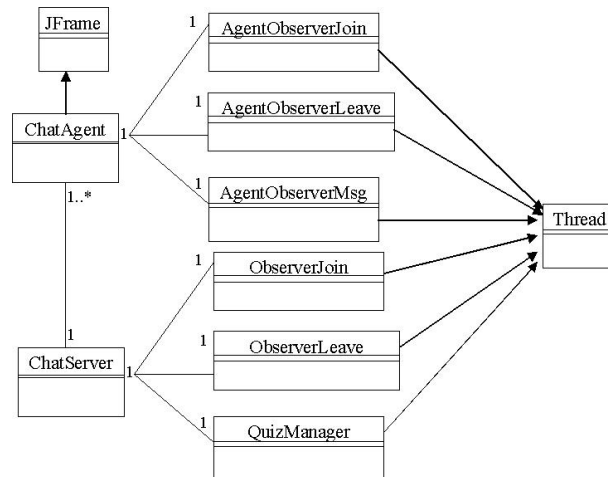 JFrame
1
AgentObserverJoin
1
AgentObserverLeave
ChatAgent
1
1
AgentObserverMsg
1..*
Thread
1
ObserverJoin
1
1
ObserverLeave
ChatServer
1
1
QuizManager